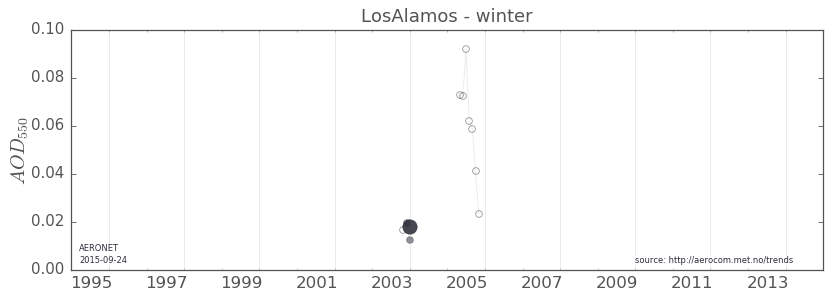 LosAlamos - winter
0.10
0.08
0.06
0.04
0.02
0.00
AOD550
AERONET
2015-09-24
source: http://aerocom.met.no/trends
1995 1997 1999 2001 2003 2005 2007 2009 2011 2013